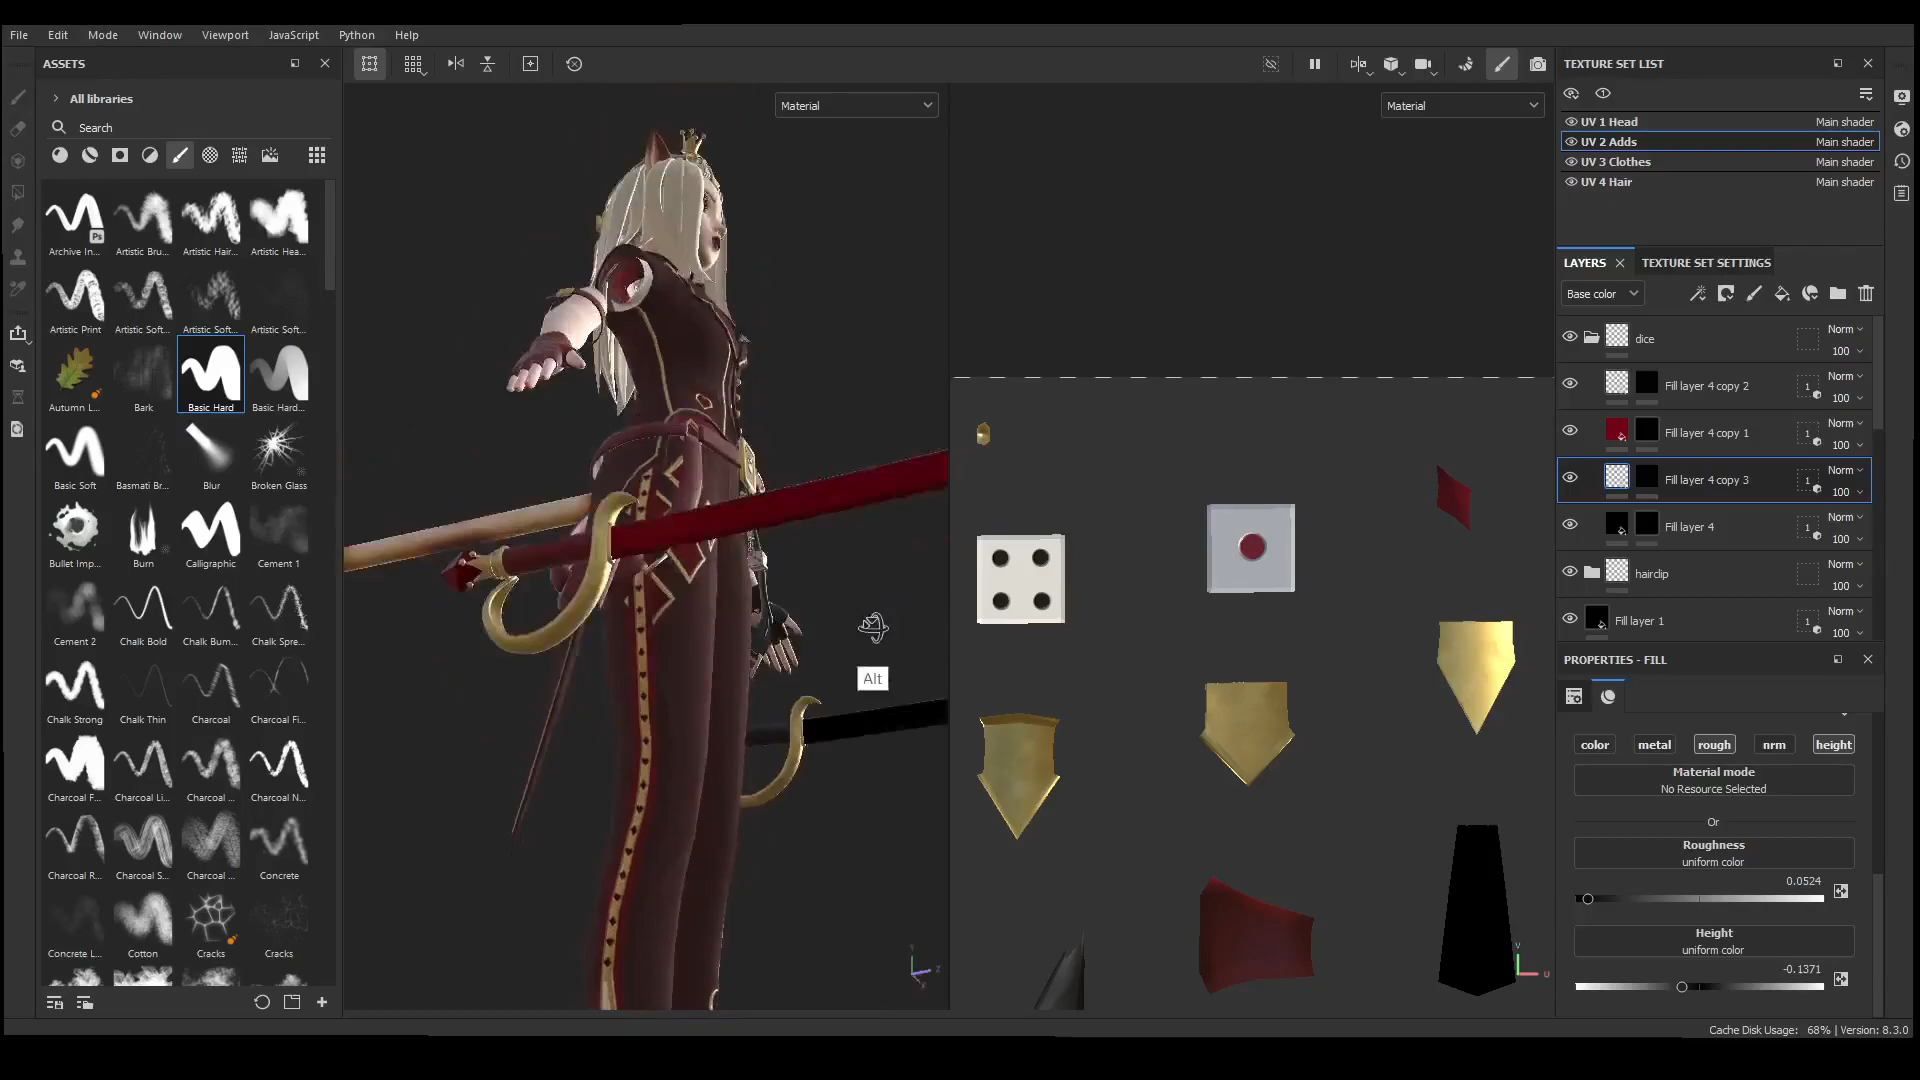 File Edit Mode Window Viewport JavaScript Python Help
ASSETS
All libraries
Search
Archive In...
Artistic Bru...
Artistic Hair...
Artistic Hea...
Artistic Print
Artistic Soft...
Artistic Soft...
Artistic Soft...
Autumn L...
Bark
Basic Hard
Basic Hard...
Basic Soft
Basmati Br...
Blur
Broken Glass
Bullet Imp...
Burn
Calligraphic
Cement 1
Cement 2
Chalk Bold
Chalk Bum...
Chalk Spre...
Chalk Strong
Chalk Thin
Charcoal
Charcoal Fi...
Charcoal F...
Charcoal Li...
Charcoal ...
Charcoal N...
Charcoal R...
Charcoal S...
Charcoal ...
Concrete
Concrete L...
Cotton
Cracks
Cracks
Material
Material
Alt
TEXTURE SET LIST
UV 1 Head Main shader
UV 2 Adds Main shader
UV 3 Clothes Main shader
UV 4 Hair Main shader
LAYERS TEXTURE SET SETTINGS
Base color
dice Norm
100
Fill layer 4 copy 2 1 Norm
100
Fill layer 4 copy 1 1 Norm
100
Fill layer 4 copy 3 1 Norm
100
Fill layer 4 1 Norm
100
hairclip Norm
100
Fill layer 1 1 Norm
100
PROPERTIES - FILL
color metal rough nrm height
Material mode
No Resource Selected
Or
Roughness
uniform color
0.0524
Height
uniform color
-0.1371
Cache Disk Usage: 68% | Version: 8.3.0